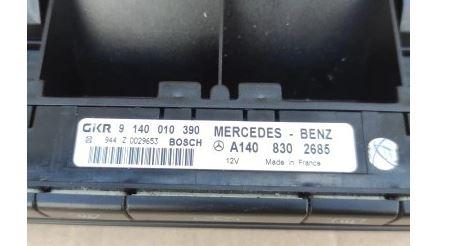 GKR 9 140 010 390 MERCEDES - BENZ
944 Z 0029653 BOSCH A140 830 2685
12V Made in France